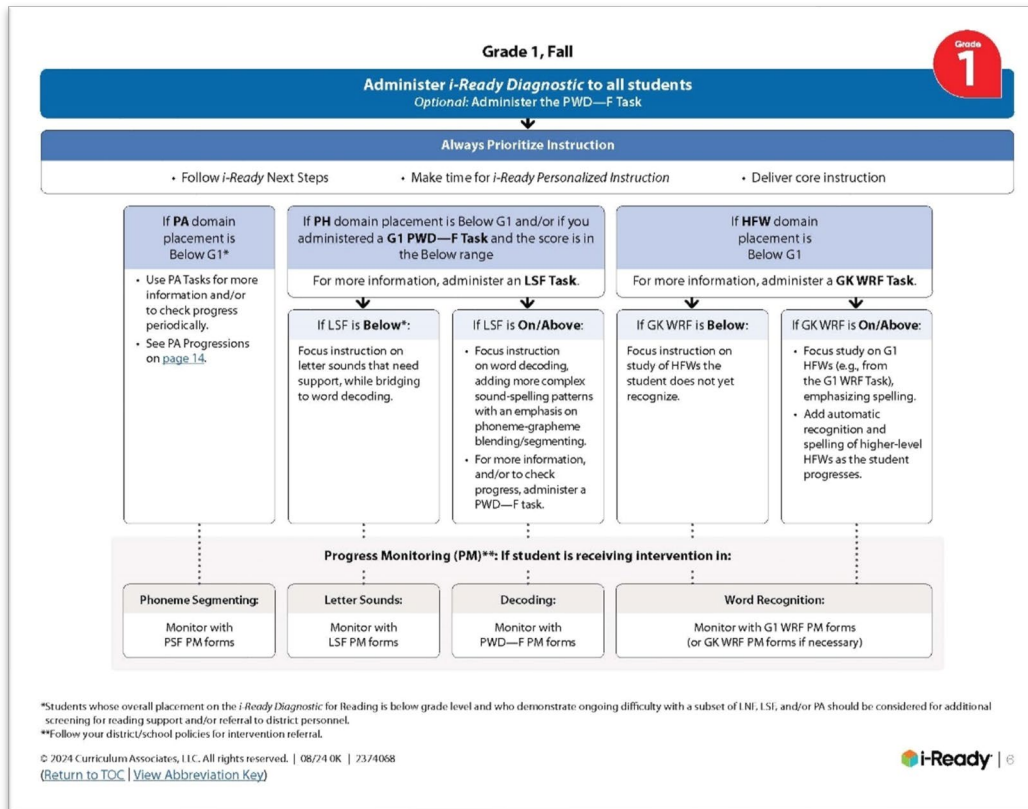 Grade 1, Fall
Grade
1
Administer i-Ready Diagnostic to all students
Optional: Administer the PWD—F Task
Always Prioritize Instruction
• Follow i-Ready Next Steps
• Make time for i-Ready Personalized Instruction
• Deliver core instruction
If PA domain
placement is
Below G1*
• Use PA Tasks for more
information and/or
to check progress
periodically.
• See PA Progressions
on page 14.
If PH domain placement is Below G1 and/or if you
administered a G1 PWD—F Task and the score is in
the Below range
For more information, administer an LSF Task.
If LSF is Below*:
Focus instruction on
letter sounds that need
support, while bridging
to word decoding.
If LSF is On/Above:
• Focus instruction
on word decoding,
adding more complex
sound-spelling patterns
with an emphasis on
phoneme-grapheme
blending/segmenting.
• For more information,
and/or to check
progress, administer a
PWD—F task.
If HFW domain
placement is
Below G1
For more information, administer a GK WRF Task.
If GK WRF is Below:
Focus instruction on
study of HFWs the
student does not yet
recognize.
If GK WRF is On/Above:
• Focus study on G1
HFWs (e.g., from
the G1 WRF Task),
emphasizing spelling.
• Add automatic
recognition and
spelling of higher-level
HFWs as the student
progresses.
Progress Monitoring (PM)**: If student is receiving intervention in:
Phoneme Segmenting:
Monitor with
PSF PM forms
Letter Sounds:
Monitor with
LSF PM forms
Decoding:
Monitor with
PWD—F PM forms
Word Recognition:
Monitor with G1 WRF PM forms
(or GK WRF PM forms if necessary)
*Students whose overall placement on the i-Ready Diagnostic for Reading is below grade level and who demonstrate ongoing difficulty with a subset of LNF, LSF, and/or PA should be considered for additional
screening for reading support and/or referral to district personnel.
**Follow your district/school policies for intervention referral.
© 2024 Curriculum Associates, LLC. All rights reserved. | 08/24 0K | 2374068
(Return to TOC | View Abbreviation Key)
i-Ready | 6